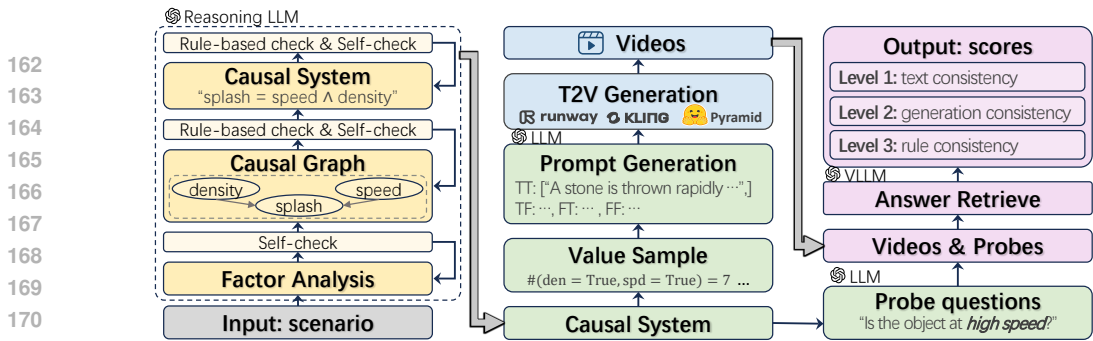 162
163
164
165
166
167
168
169
170
Reasoning LLM
Rule-based check & Self-check
Causal System
“splash = speed ∧ density”
Rule-based check & Self-check
Causal Graph
density
speed
splash
Self-check
Factor Analysis
Input: scenario
Videos
T2V Generation
runway
KLING
Pyramid
LLM
Prompt Generation
TT: [“A stone is thrown rapidly ⋯”,]
TF: ⋯, FT: ⋯ , FF: ⋯
Value Sample
#(den = True, spd = True) = 7 ...
Causal System
Output: scores
Level 1: text consistency
Level 2: generation consistency
Level 3: rule consistency
VLLM
Answer Retrieve
Videos & Probes
LLM
Probe questions
“Is the object at high speed?”